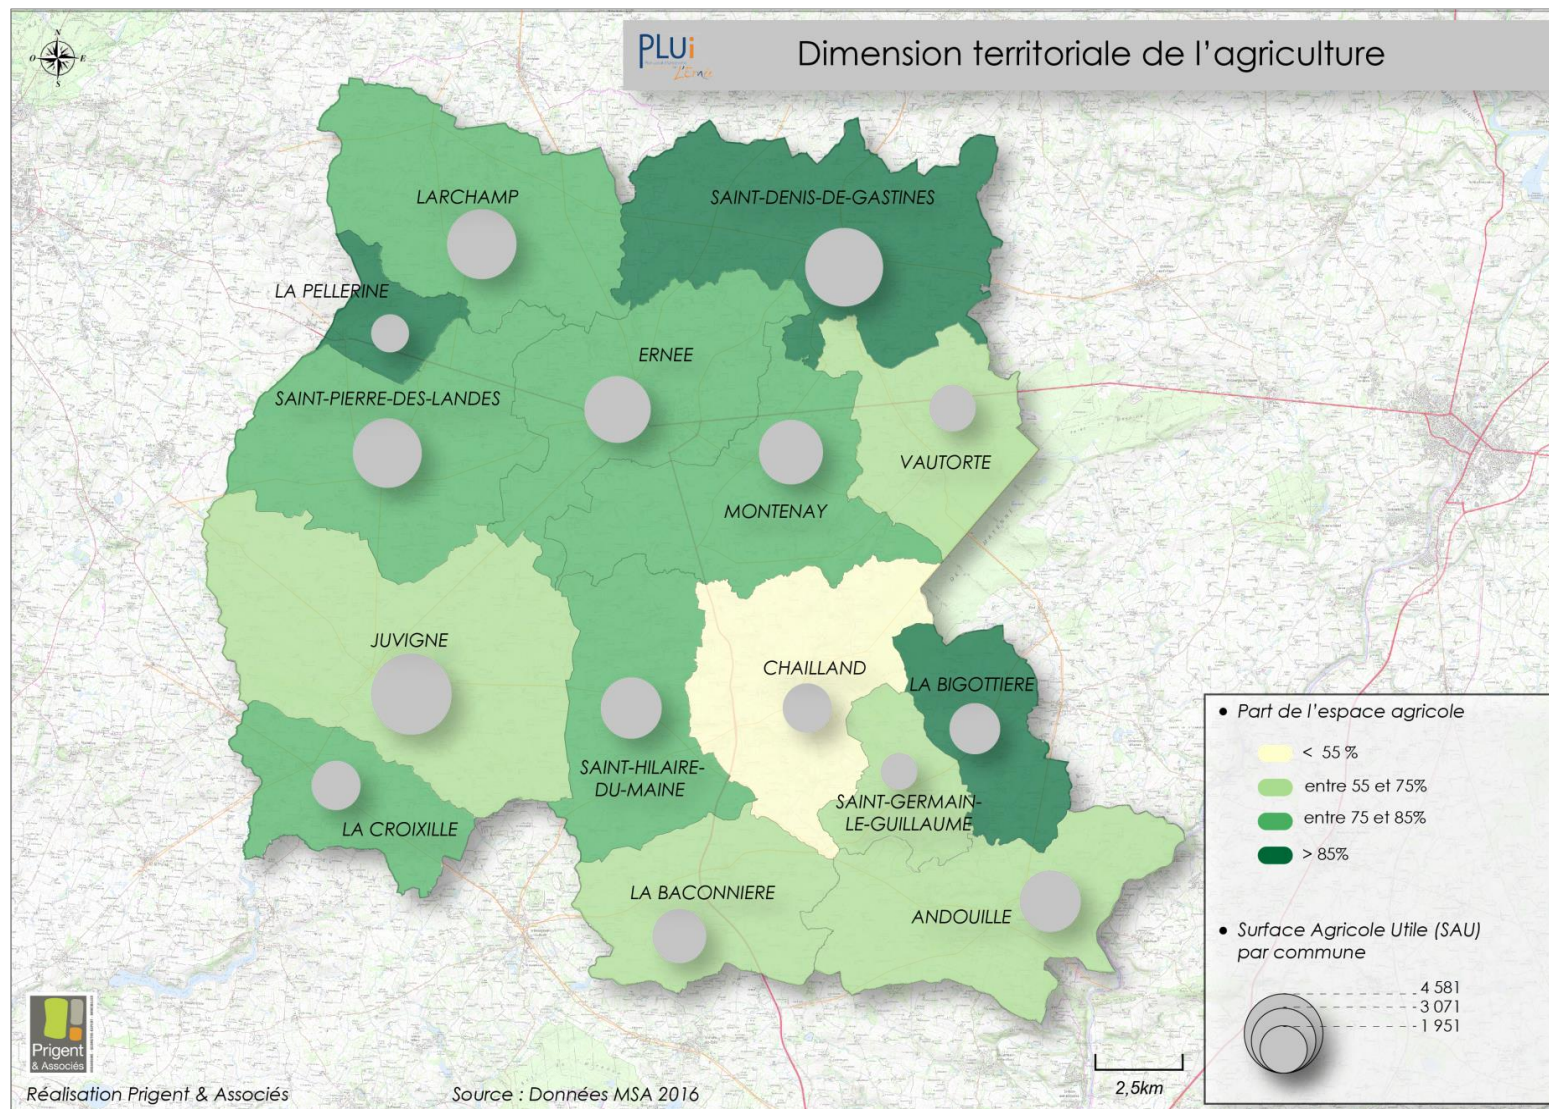 N
O
E
S
PLUi
L'Ernée
Dimension territoriale de l'agriculture
LARCHAMP
SAINT-DENIS-DE-GASTINES
LA PELLERINE
ERNEE
SAINT-PIERRE-DES-LANDES
VAUTORTE
MONTENAY
JUVIGNE
CHAILLAND
LA BIGOTTIERE
SAINT-HILAIRE-
DU-MAINE
SAINT-GERMAIN-
LE-GUILLAUME
LA CROIXILLE
LA BACONNIERE
ANDOUILLE
• Part de l'espace agricole
< 55 %
entre 55 et 75%
entre 75 et 85%
> 85%
• Surface Agricole Utile (SAU)
par commune
4 581
3 071
1 951
2,5km
Prigent
& Associés
Réalisation Prigent & Associés
Source : Données MSA 2016